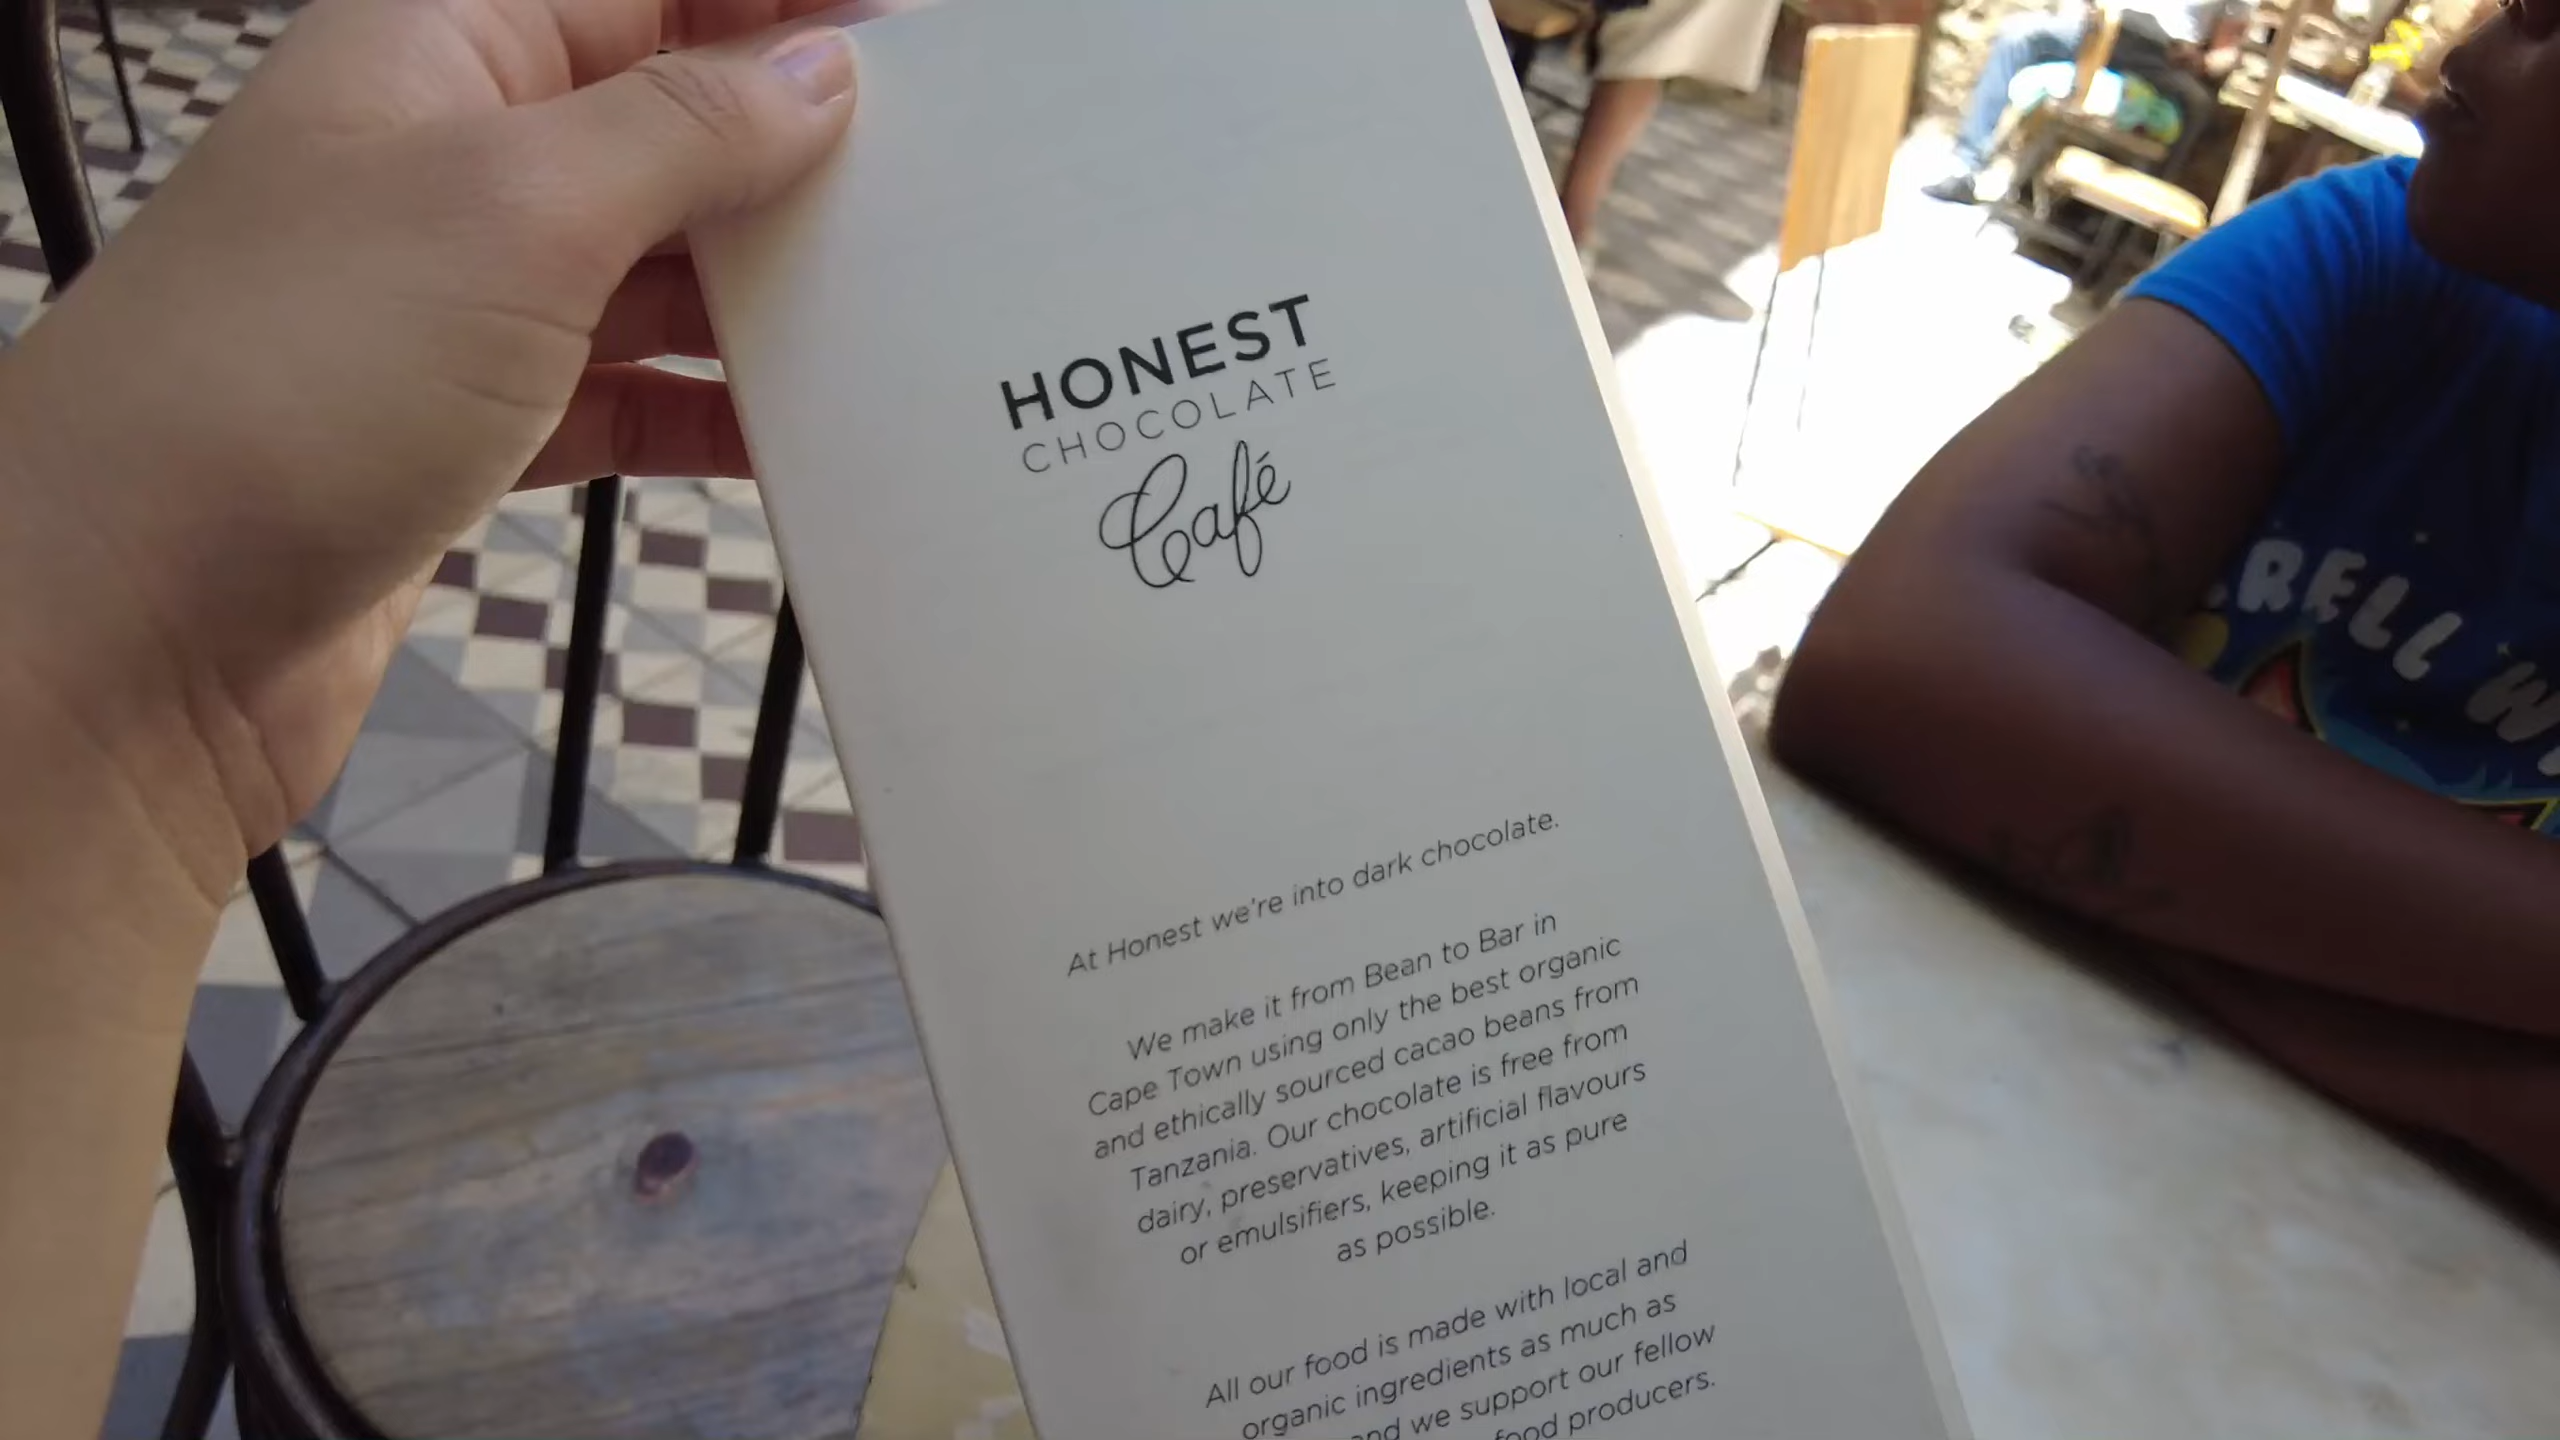 HONEST
CHOCOLATE
Café
At Honest we're into dark chocolate.
We make it from Bean to Bar in
Cape Town using only the best organic
and ethically sourced cacao beans from
Tanzania. Our chocolate is free from
dairy, preservatives, artificial flavours
or emulsifiers, keeping it as pure
as possible.
All our food is made with local and
organic ingredients as much as
and we support our fellow
food producers.